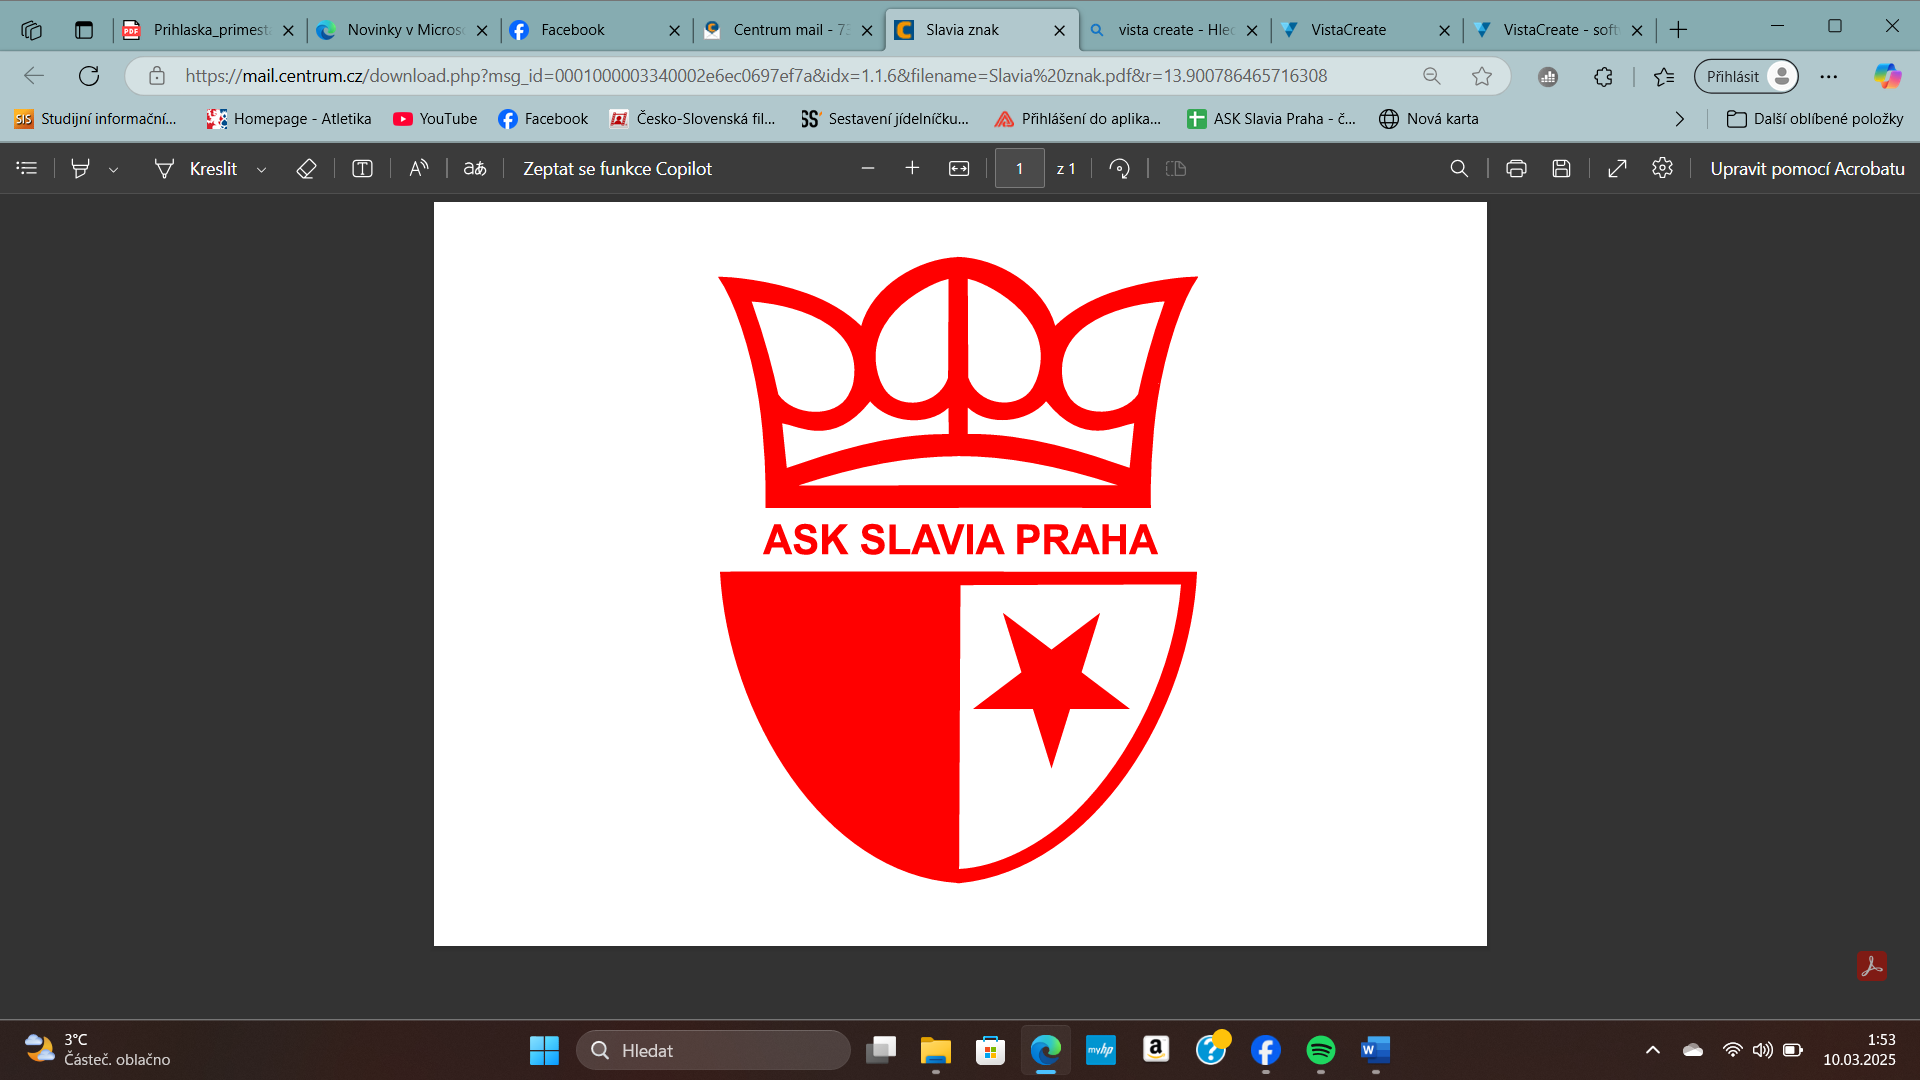 Prihlaska_primest
Novinky v Microso
Facebook
Centrum mail - 73
Slavia znak
vista create - Hled
VistaCreate
VistaCreate - soft
https://mail.centrum.cz/download.php?msg_id=0001000003340002e6ec0697ef7a&idx=1.1.6&filename=Slavia%20znak.pdf&r=13.900786465716308
Přihlásit
Studijní informační...
Homepage - Atletika
YouTube
Facebook
Česko-Slovenská fil...
Sestavení jídelníčku...
Přihlášení do aplika...
ASK Slavia Praha - č...
Nová karta
Další oblíbené položky
Kreslit
Zeptat se funkce Copilot
1
z 1
Upravit pomocí Acrobatu
ASK SLAVIA PRAHA
3°C
Částeč. oblačno
Hledat
1:53
10.03.2025